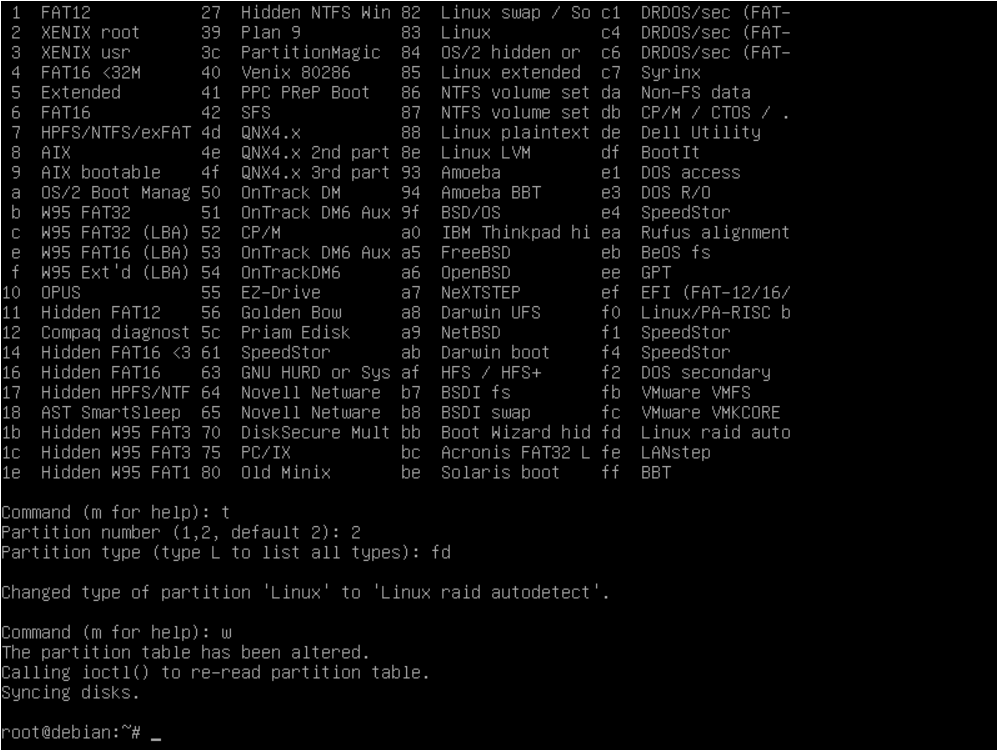 1  FAT12           27  Hidden NTFS Win 82  Linux swap / So c1  DRDOS/sec (FAT-
 2  XENIX root      39  Plan 9          83  Linux           c4  DRDOS/sec (FAT-
 3  XENIX usr       3c  PartitionMagic  84  OS/2 hidden or  c6  DRDOS/sec (FAT-
 4  FAT16 <32M      40  Venix 80286     85  Linux extended  c7  Syrinx
 5  Extended        41  PPC PReP Boot   86  NTFS volume set da  Non-FS data
 6  FAT16           42  SFS             87  NTFS volume set db  CP/M / CTOS / .
 7  HPFS/NTFS/exFAT 4d  QNX4.x          88  Linux plaintext de  Dell Utility
 8  AIX             4e  QNX4.x 2nd part 8e  Linux LVM       df  BootIt
 9  AIX bootable    4f  QNX4.x 3rd part 93  Amoeba          e1  DOS access
 a  OS/2 Boot Manag 50  OnTrack DM      94  Amoeba BBT      e3  DOS R/O
 b  W95 FAT32       51  OnTrack DM6 Aux 9f  BSD/OS          e4  SpeedStor
 c  W95 FAT32 (LBA) 52  CP/M            a0  IBM Thinkpad hi ea  Rufus alignment
 e  W95 FAT16 (LBA) 53  OnTrack DM6 Aux a5  FreeBSD         eb  BeOS fs
 f  W95 Ext'd (LBA) 54  OnTrackDM6      a6  OpenBSD         ee  GPT
10  OPUS            55  EZ-Drive        a7  NeXTSTEP        ef  EFI (FAT-12/16/
11  Hidden FAT12    56  Golden Bow      a8  Darwin UFS      f0  Linux/PA-RISC b
12  Compaq diagnost 5c  Priam Edisk     a9  NetBSD          f1  SpeedStor
14  Hidden FAT16 <3 61  SpeedStor       ab  Darwin boot     f4  SpeedStor
16  Hidden FAT16    63  GNU HURD or Sys af  HFS / HFS+      f2  DOS secondary
17  Hidden HPFS/NTF 64  Novell Netware  b7  BSDI fs         fb  VMware VMFS
18  AST SmartSleep  65  Novell Netware  b8  BSDI swap       fc  VMware VMKCORE
1b  Hidden W95 FAT3 70  DiskSecure Mult bb  Boot Wizard hid fd  Linux raid auto
1c  Hidden W95 FAT3 75  PC/IX           bc  Acronis FAT32 L fe  LANstep
1e  Hidden W95 FAT1 80  Old Minix       be  Solaris boot    ff  BBT
Command (m for help): t
Partition number (1,2, default 2): 2
Partition type (type L to list all types): fd
Changed type of partition 'Linux' to 'Linux raid autodetect'.
Command (m for help): w
The partition table has been altered.
Calling ioctl() to re-read partition table.
Syncing disks.
root@debian:~# _